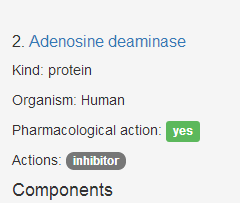 2. Adenosine deaminase
Kind: protein
Organism: Human
Pharmacological action: yes
Actions: inhibitor
Components